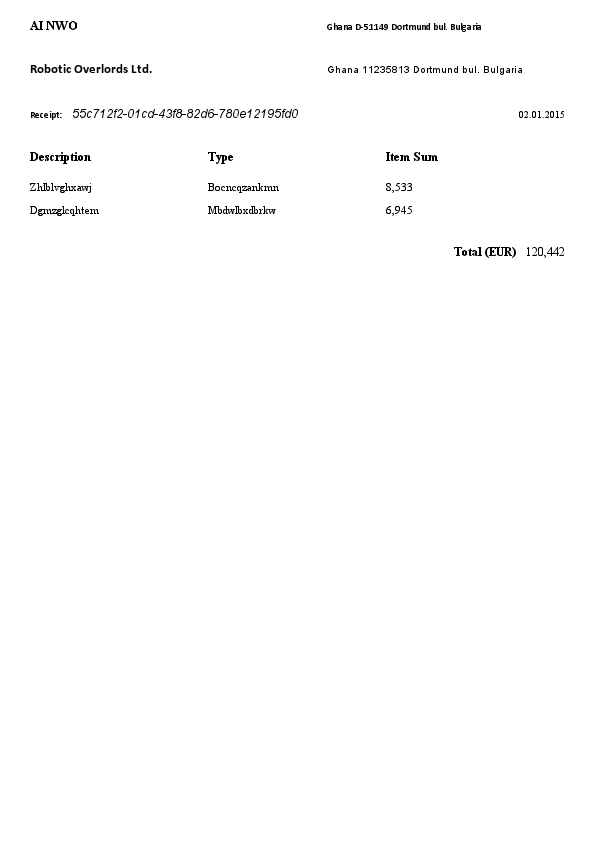 AI NWO Ghana D-51149 Dortmund bul. Bulgaria
Robotic Overlords Ltd. Ghana 11235813 Dortmund bul. Bulgaria
Receipt: 55c712f2-01cd-43f8-82d6-780e12195fd0 02.01.2015
Description Type Item Sum
Zhlblvghxawj Bocncqzankmn 8,533
Dgmzglcqhtem Mbdwlbxdbrkw 6,945
Total (EUR) 120,442